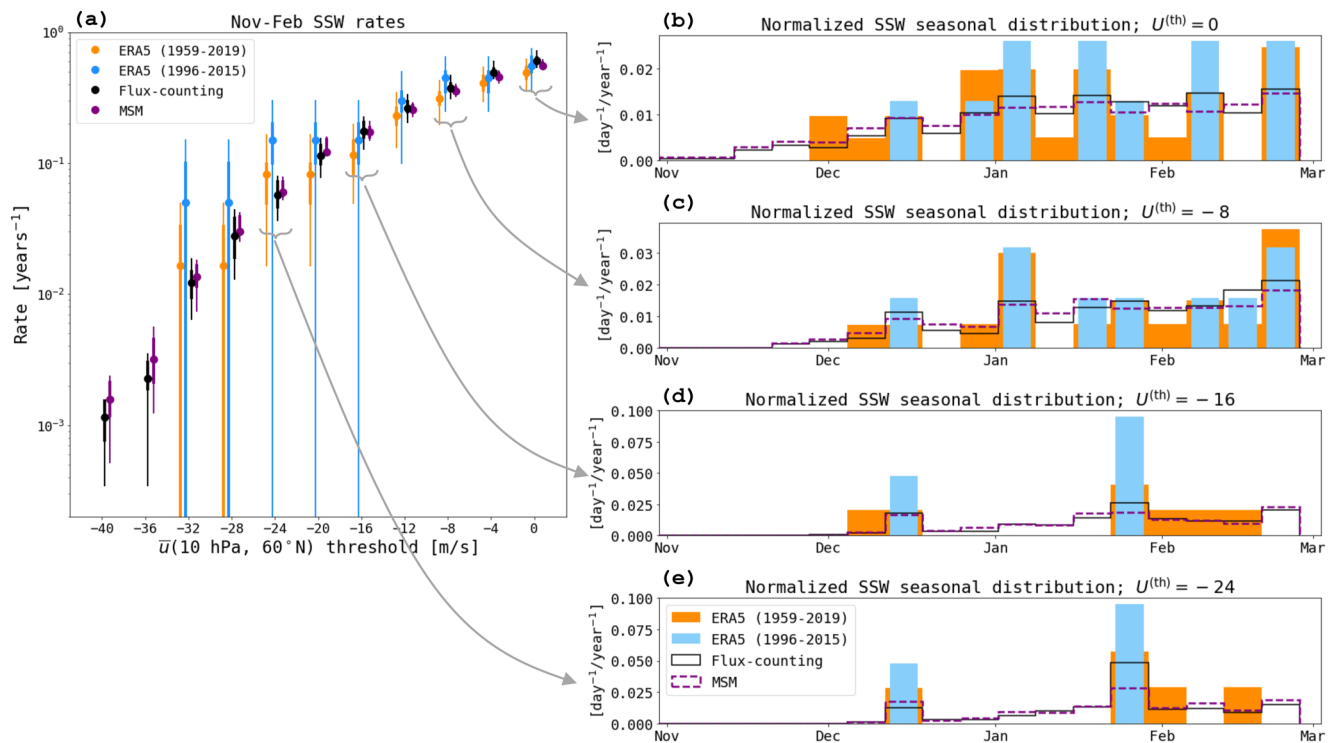 (a)
Nov-Feb SSW rates
ERA5 (1959-2019)
ERA5 (1996-2015)
Flux-counting
MSM
Rate [years⁻¹]
10⁰
10⁻¹
10⁻²
10⁻³
−40 −36 −32 −28 −24 −20 −16 −12 −8 −4 0
u̅(10 hPa, 60°N) threshold [m/s]
(b)
Normalized SSW seasonal distribution; U⁽ᵗʰ⁾ = 0
[day⁻¹/year⁻¹]
0.02
0.01
0.00
Nov Dec Jan Feb Mar
(c)
Normalized SSW seasonal distribution; U⁽ᵗʰ⁾ = − 8
[day⁻¹/year⁻¹]
0.03
0.02
0.01
0.00
Nov Dec Jan Feb Mar
(d)
Normalized SSW seasonal distribution; U⁽ᵗʰ⁾ = − 16
[day⁻¹/year⁻¹]
0.100
0.075
0.050
0.025
0.000
Nov Dec Jan Feb Mar
(e)
Normalized SSW seasonal distribution; U⁽ᵗʰ⁾ = − 24
[day⁻¹/year⁻¹]
0.100
0.075
0.050
0.025
0.000
ERA5 (1959-2019)
ERA5 (1996-2015)
Flux-counting
MSM
Nov Dec Jan Feb Mar